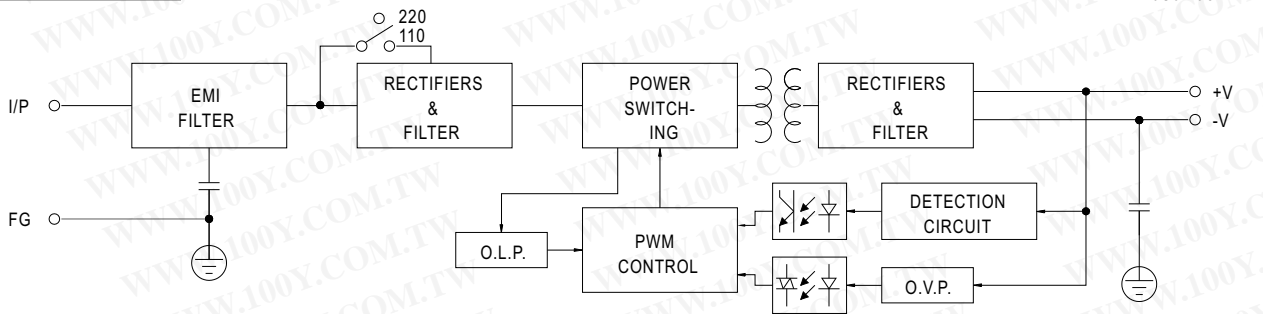 220
110
I/P
EMI
FILTER
RECTIFIERS
&
FILTER
POWER
SWITCH-
ING
RECTIFIERS
&
FILTER
+V
-V
FG
O.L.P.
PWM
CONTROL
DETECTION
CIRCUIT
O.V.P.
WWW.100Y.COM.TW